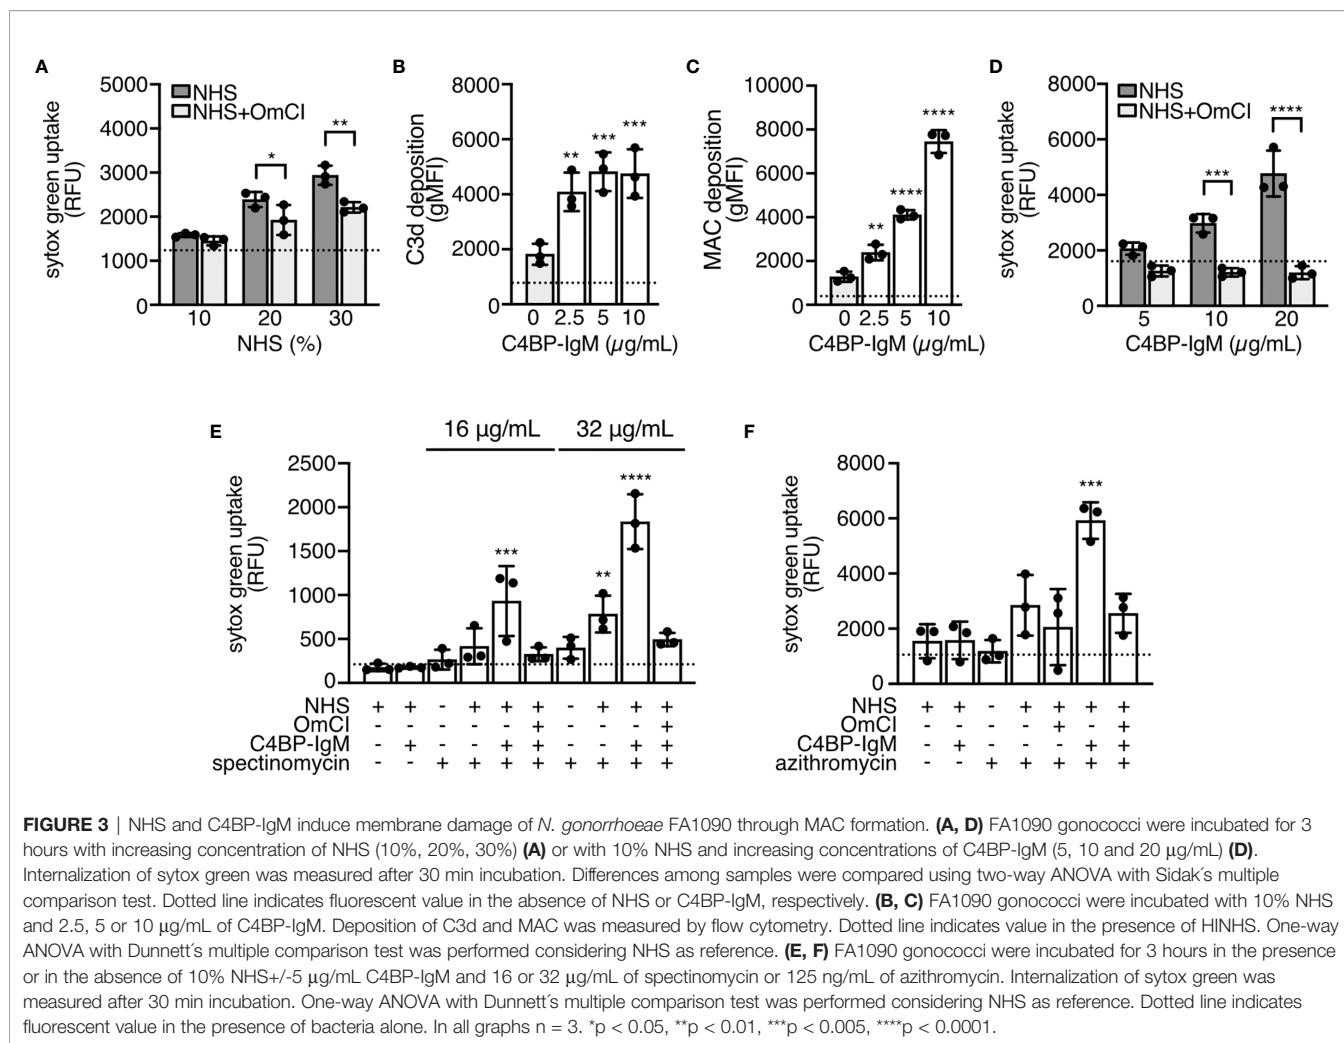 A
B
C
D
sytox green uptake
(RFU)
5000
4000
3000
2000
1000
0
NHS
NHS+OmCI
*
**
10 20 30
NHS (%)
C3d deposition
(gMFI)
8000
6000
4000
2000
0
**
***
***
0 2.5 5 10
C4BP-IgM (µg/mL)
MAC deposition
(gMFI)
10000
8000
6000
4000
2000
0
**
****
****
0 2.5 5 10
C4BP-IgM (µg/mL)
sytox green uptake
(RFU)
8000
6000
4000
2000
0
NHS
NHS+OmCI
***
****
5 10 20
C4BP-IgM (µg/mL)
E
16 µg/mL 32 µg/mL
sytox green uptake
(RFU)
2500
2000
1500
1000
500
0
***
**
****
NHS + + - + + + - + + +
OmCI - - - - - + - - - +
C4BP-IgM - + - - + + - - + +
spectinomycin - - + + + + + + + +
F
sytox green uptake
(RFU)
8000
6000
4000
2000
0
***
NHS + + - + + + +
OmCI - - - - + - +
C4BP-IgM - + - - - + +
azithromycin - - + + + + +
FIGURE 3 | NHS and C4BP-IgM induce membrane damage of N. gonorrhoeae FA1090 through MAC formation. (A, D) FA1090 gonococci were incubated for 3
hours with increasing concentration of NHS (10%, 20%, 30%) (A) or with 10% NHS and increasing concentrations of C4BP-IgM (5, 10 and 20 µg/mL) (D).
Internalization of sytox green was measured after 30 min incubation. Differences among samples were compared using two-way ANOVA with Sidak´s multiple
comparison test. Dotted line indicates fluorescent value in the absence of NHS or C4BP-IgM, respectively. (B, C) FA1090 gonococci were incubated with 10% NHS
and 2.5, 5 or 10 µg/mL of C4BP-IgM. Deposition of C3d and MAC was measured by flow cytometry. Dotted line indicates value in the presence of HINHS. One-way
ANOVA with Dunnett´s multiple comparison test was performed considering NHS as reference. (E, F) FA1090 gonococci were incubated for 3 hours in the presence
or in the absence of 10% NHS+/-5 µg/mL C4BP-IgM and 16 or 32 µg/mL of spectinomycin or 125 ng/mL of azithromycin. Internalization of sytox green was
measured after 30 min incubation. One-way ANOVA with Dunnett´s multiple comparison test was performed considering NHS as reference. Dotted line indicates
fluorescent value in the presence of bacteria alone. In all graphs n = 3. *p < 0.05, **p < 0.01, ***p < 0.005, ****p < 0.0001.